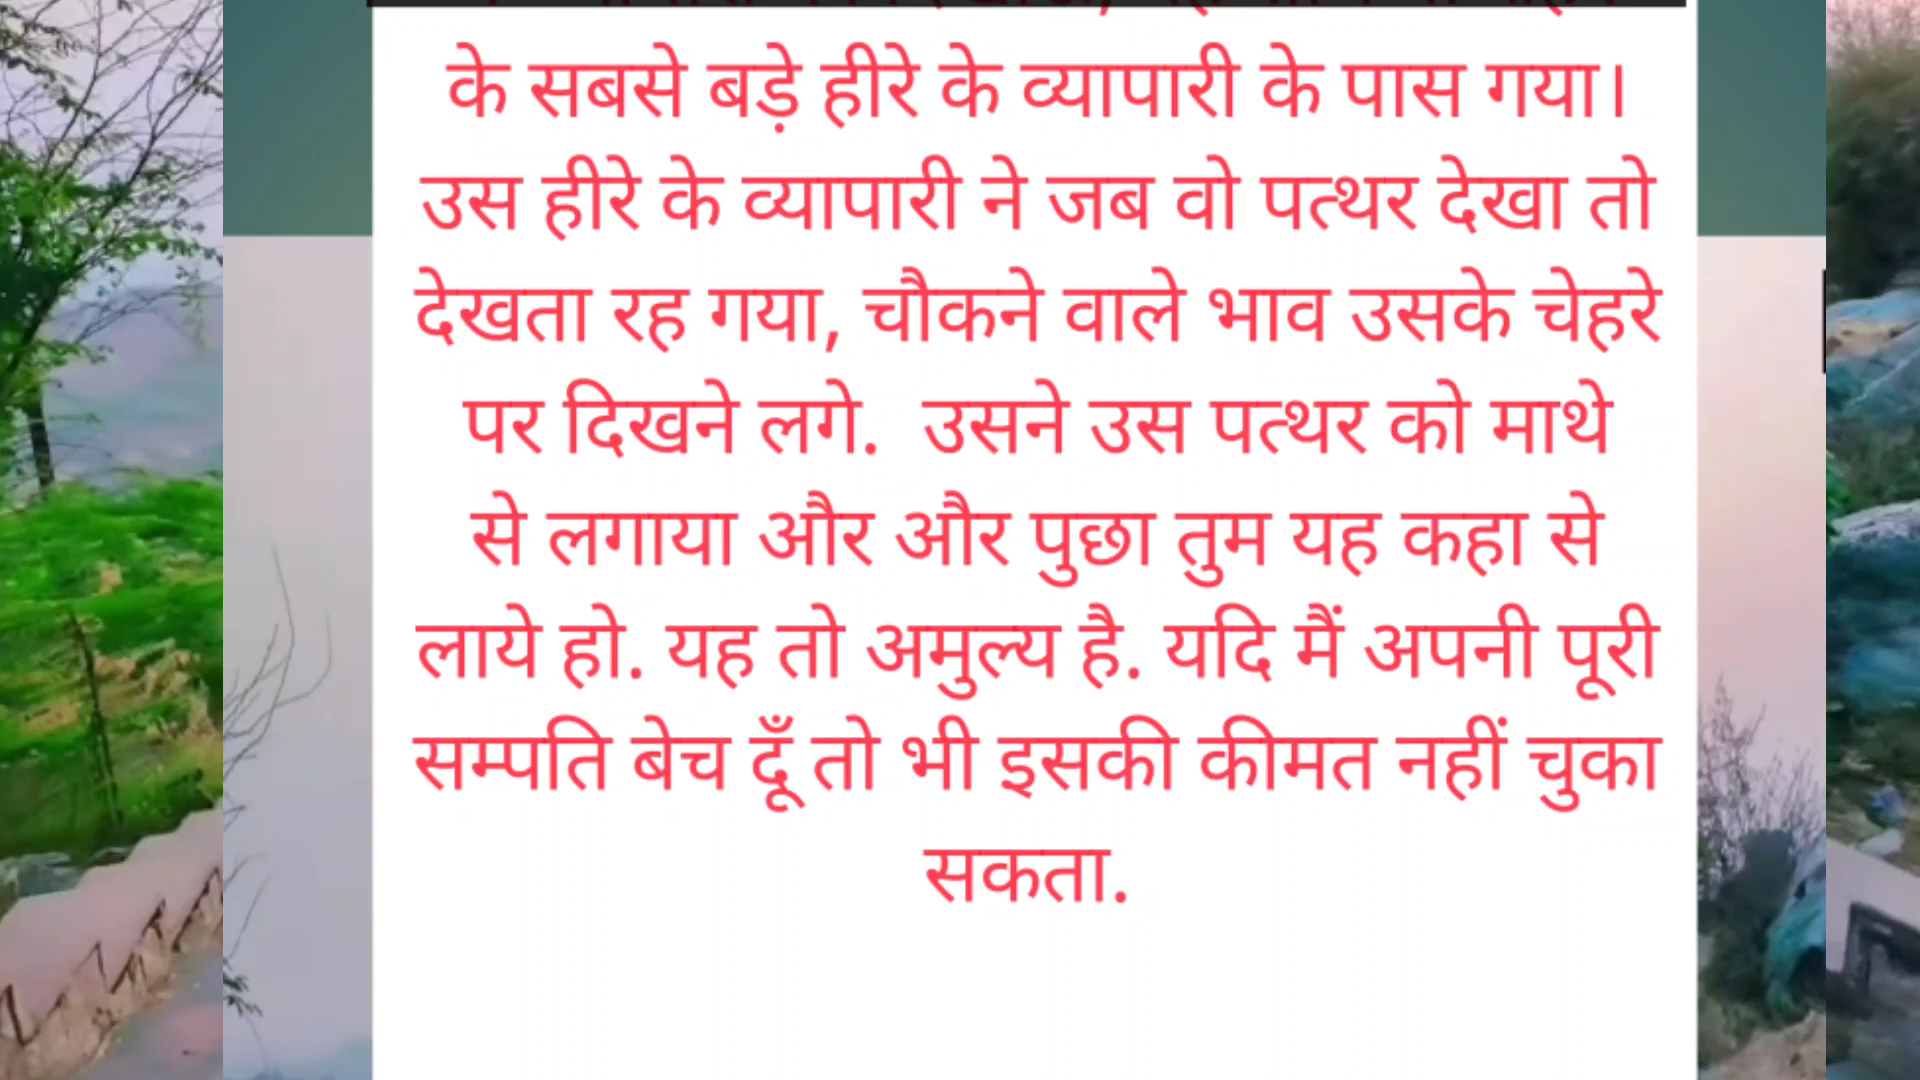 के सबसे बड़े हीरे के व्यापारी के पास गया।
उस हीरे के व्यापारी ने जब वो पत्थर देखा तो
देखता रह गया, चौकने वाले भाव उसके चेहरे
पर दिखने लगे. उसने उस पत्थर को माथे
से लगाया और और पुछा तुम यह कहा से
लाये हो. यह तो अमुल्य है. यदि मैं अपनी पूरी
सम्पति बेच दूँ तो भी इसकी कीमत नहीं चुका
सकता.